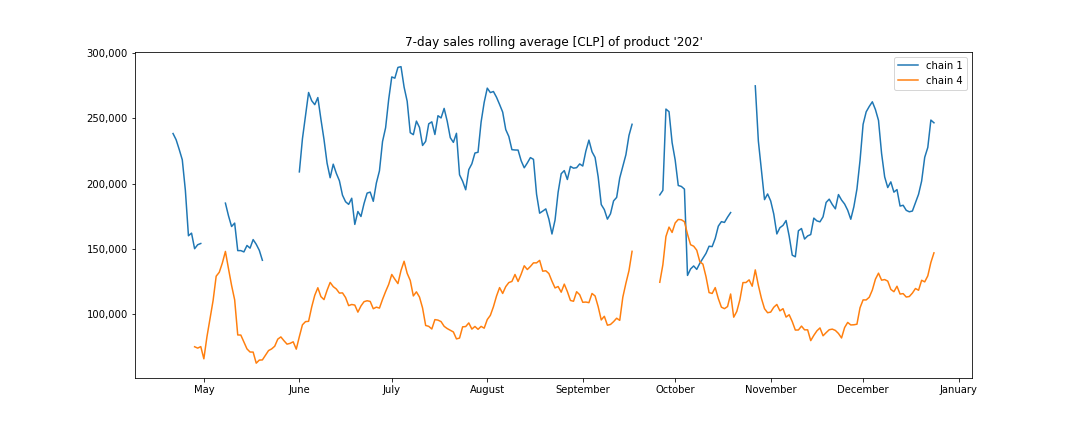 7-day sales rolling average [CLP] of product '202'
300,000
250,000
200,000
150,000
100,000
chain 1
chain 4
May June July August September October November December January